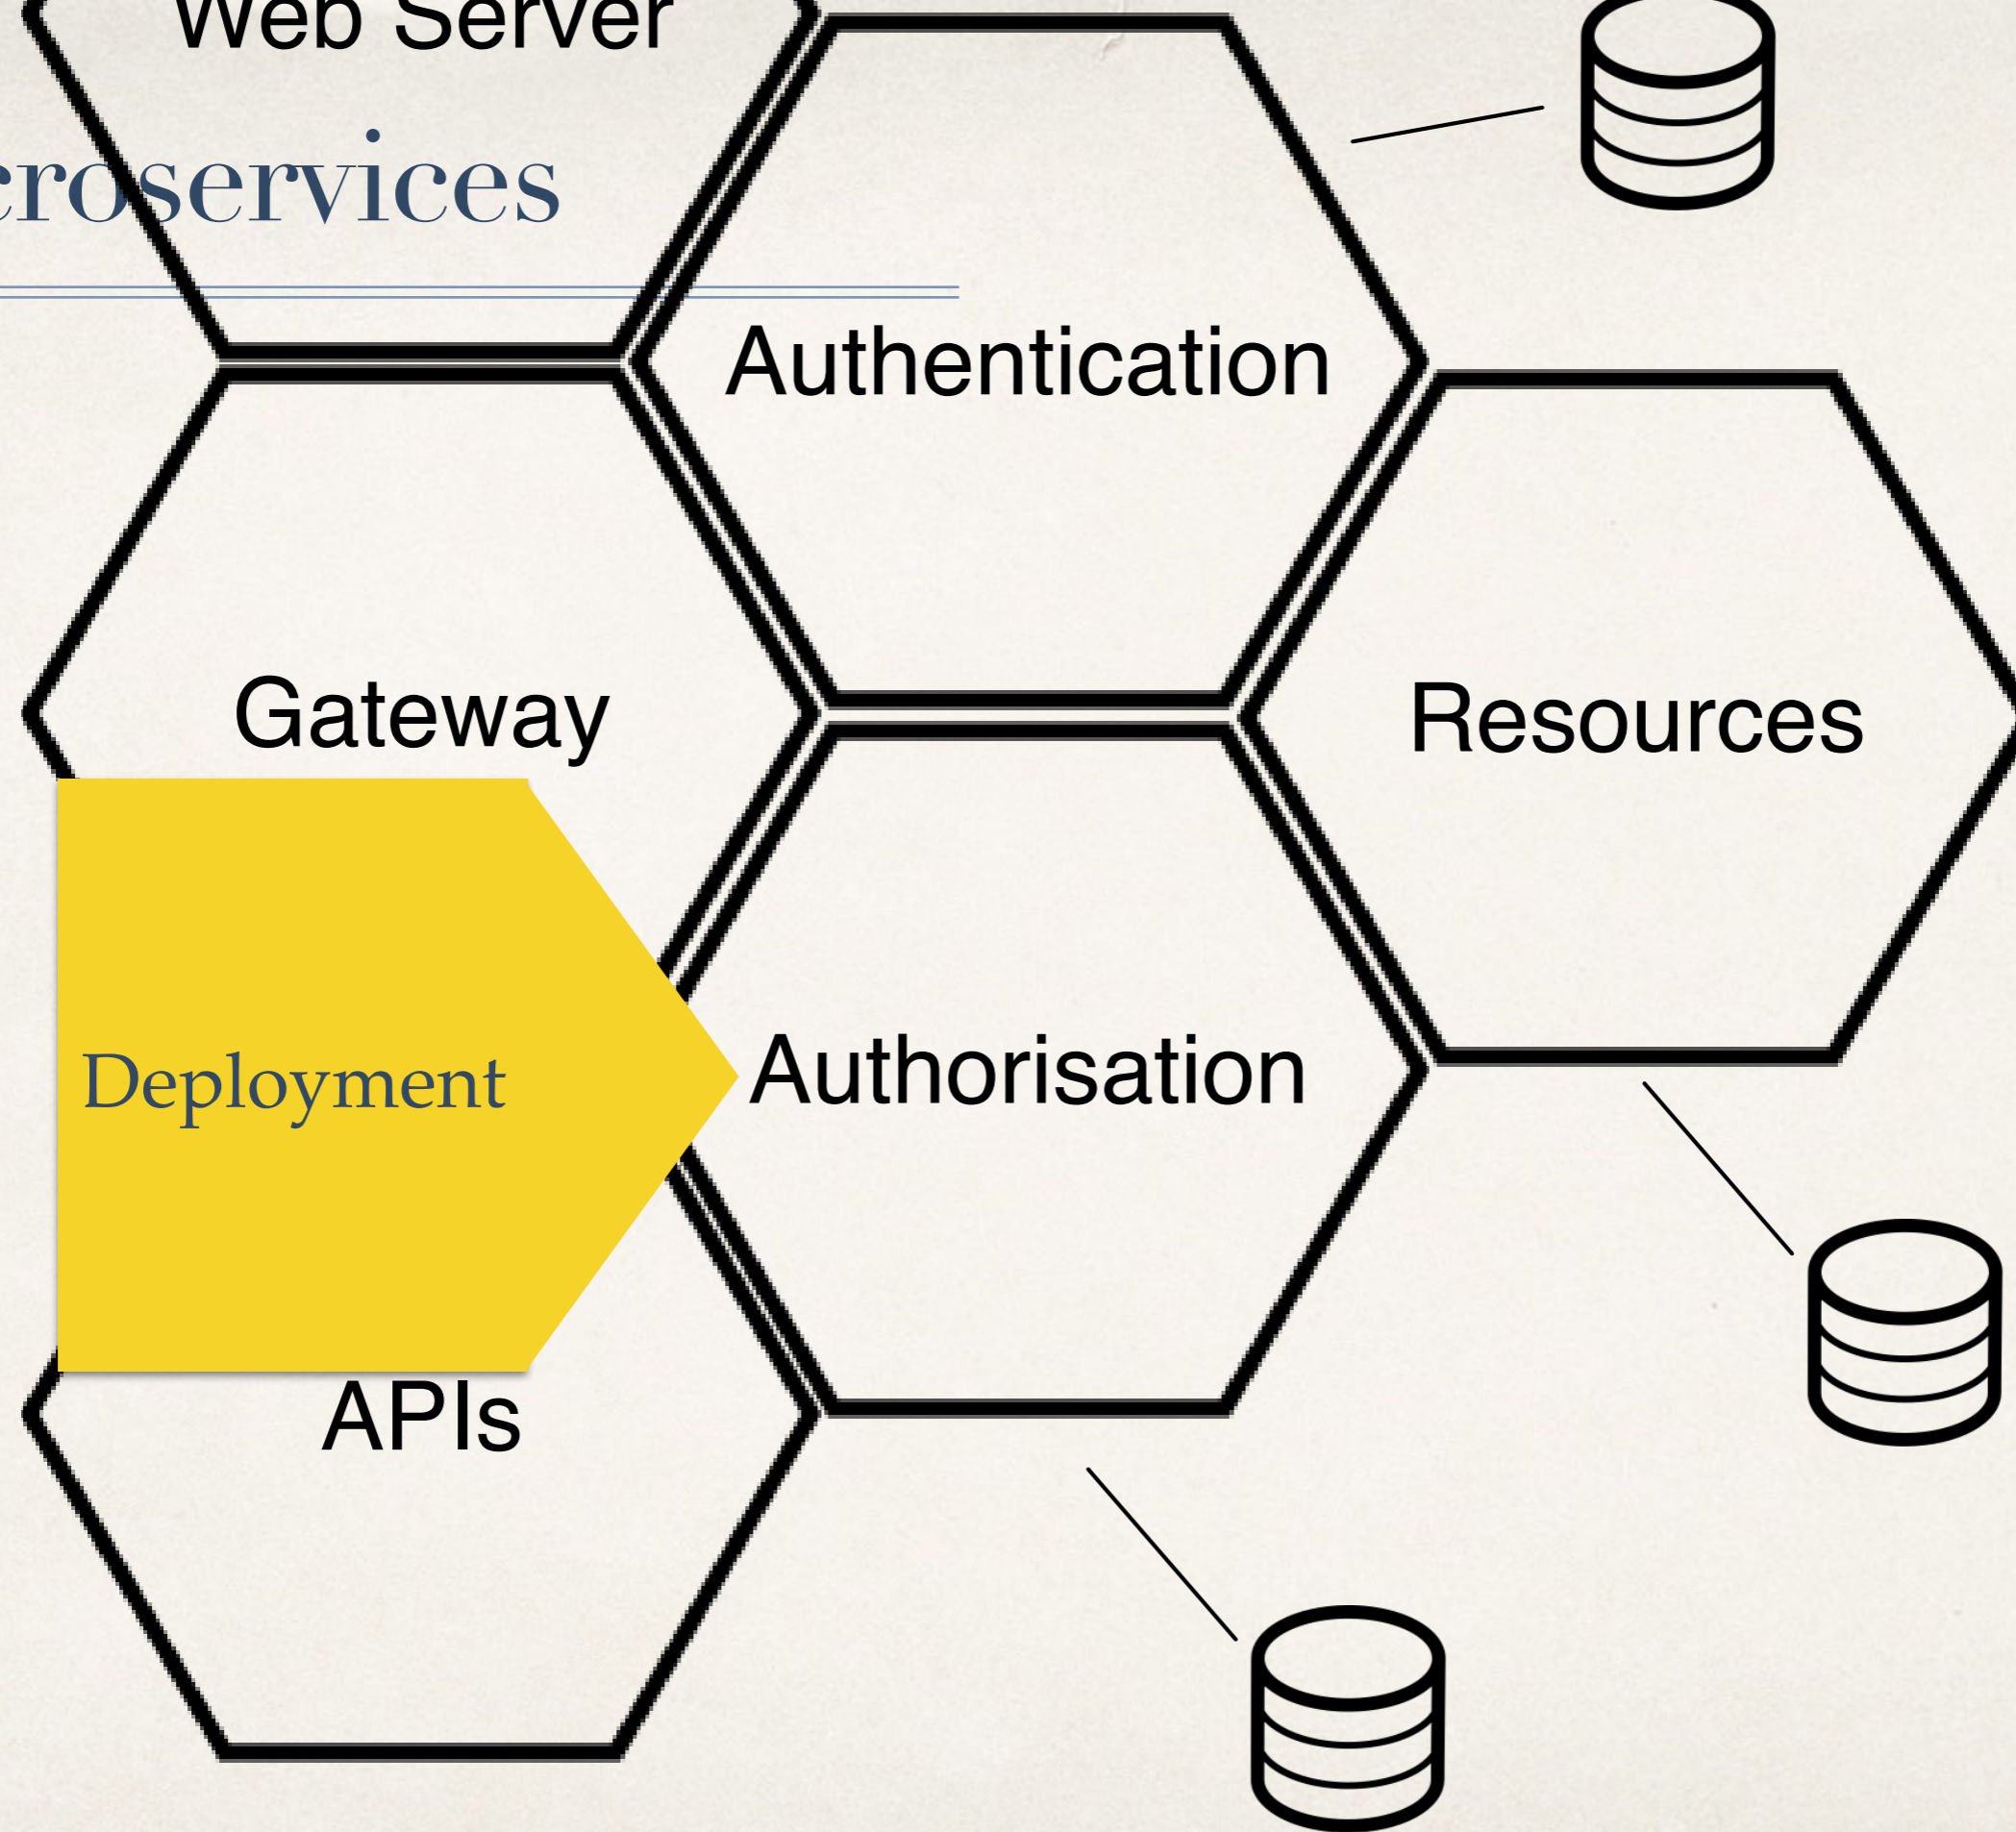 Web Server
croservices
Authentication
Gateway
Resources
Deployment
Authorisation
APIs